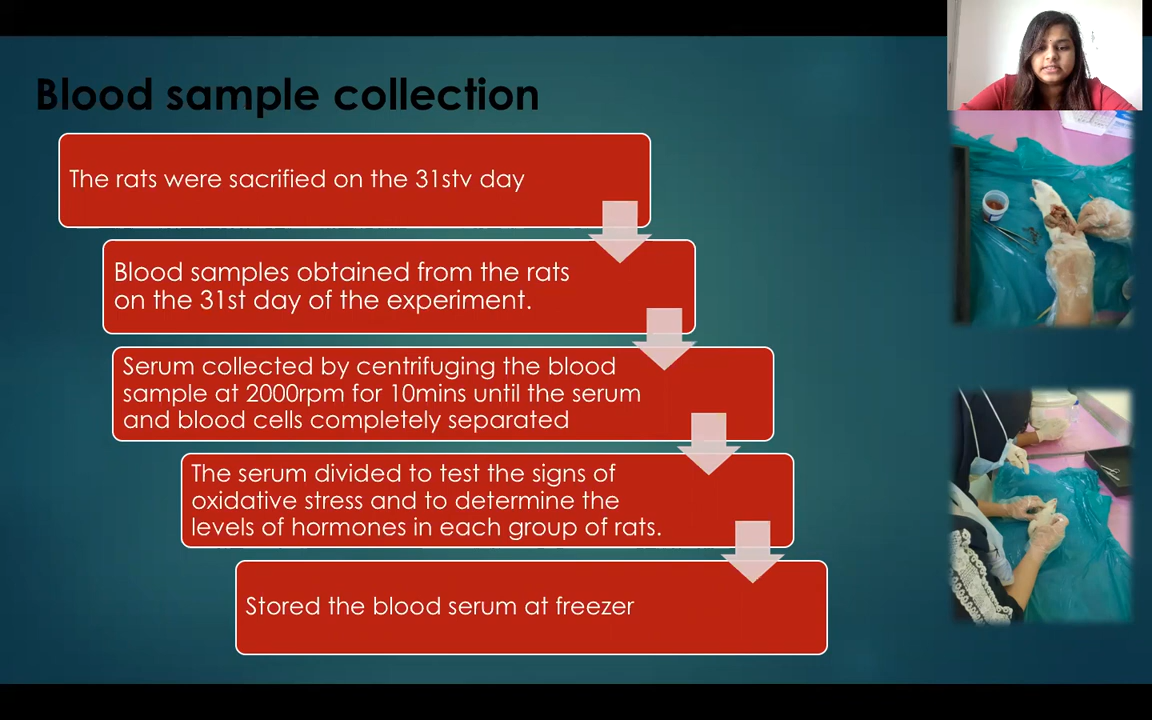 Blood sample collection
The rats were sacrified on the 31stv day
Blood samples obtained from the rats
on the 31st day of the experiment.
Serum collected by centrifuging the blood
sample at 2000rpm for 10mins until the serum
and blood cells completely separated
The serum divided to test the signs of
oxidative stress and to determine the
levels of hormones in each group of rats.
Stored the blood serum at freezer